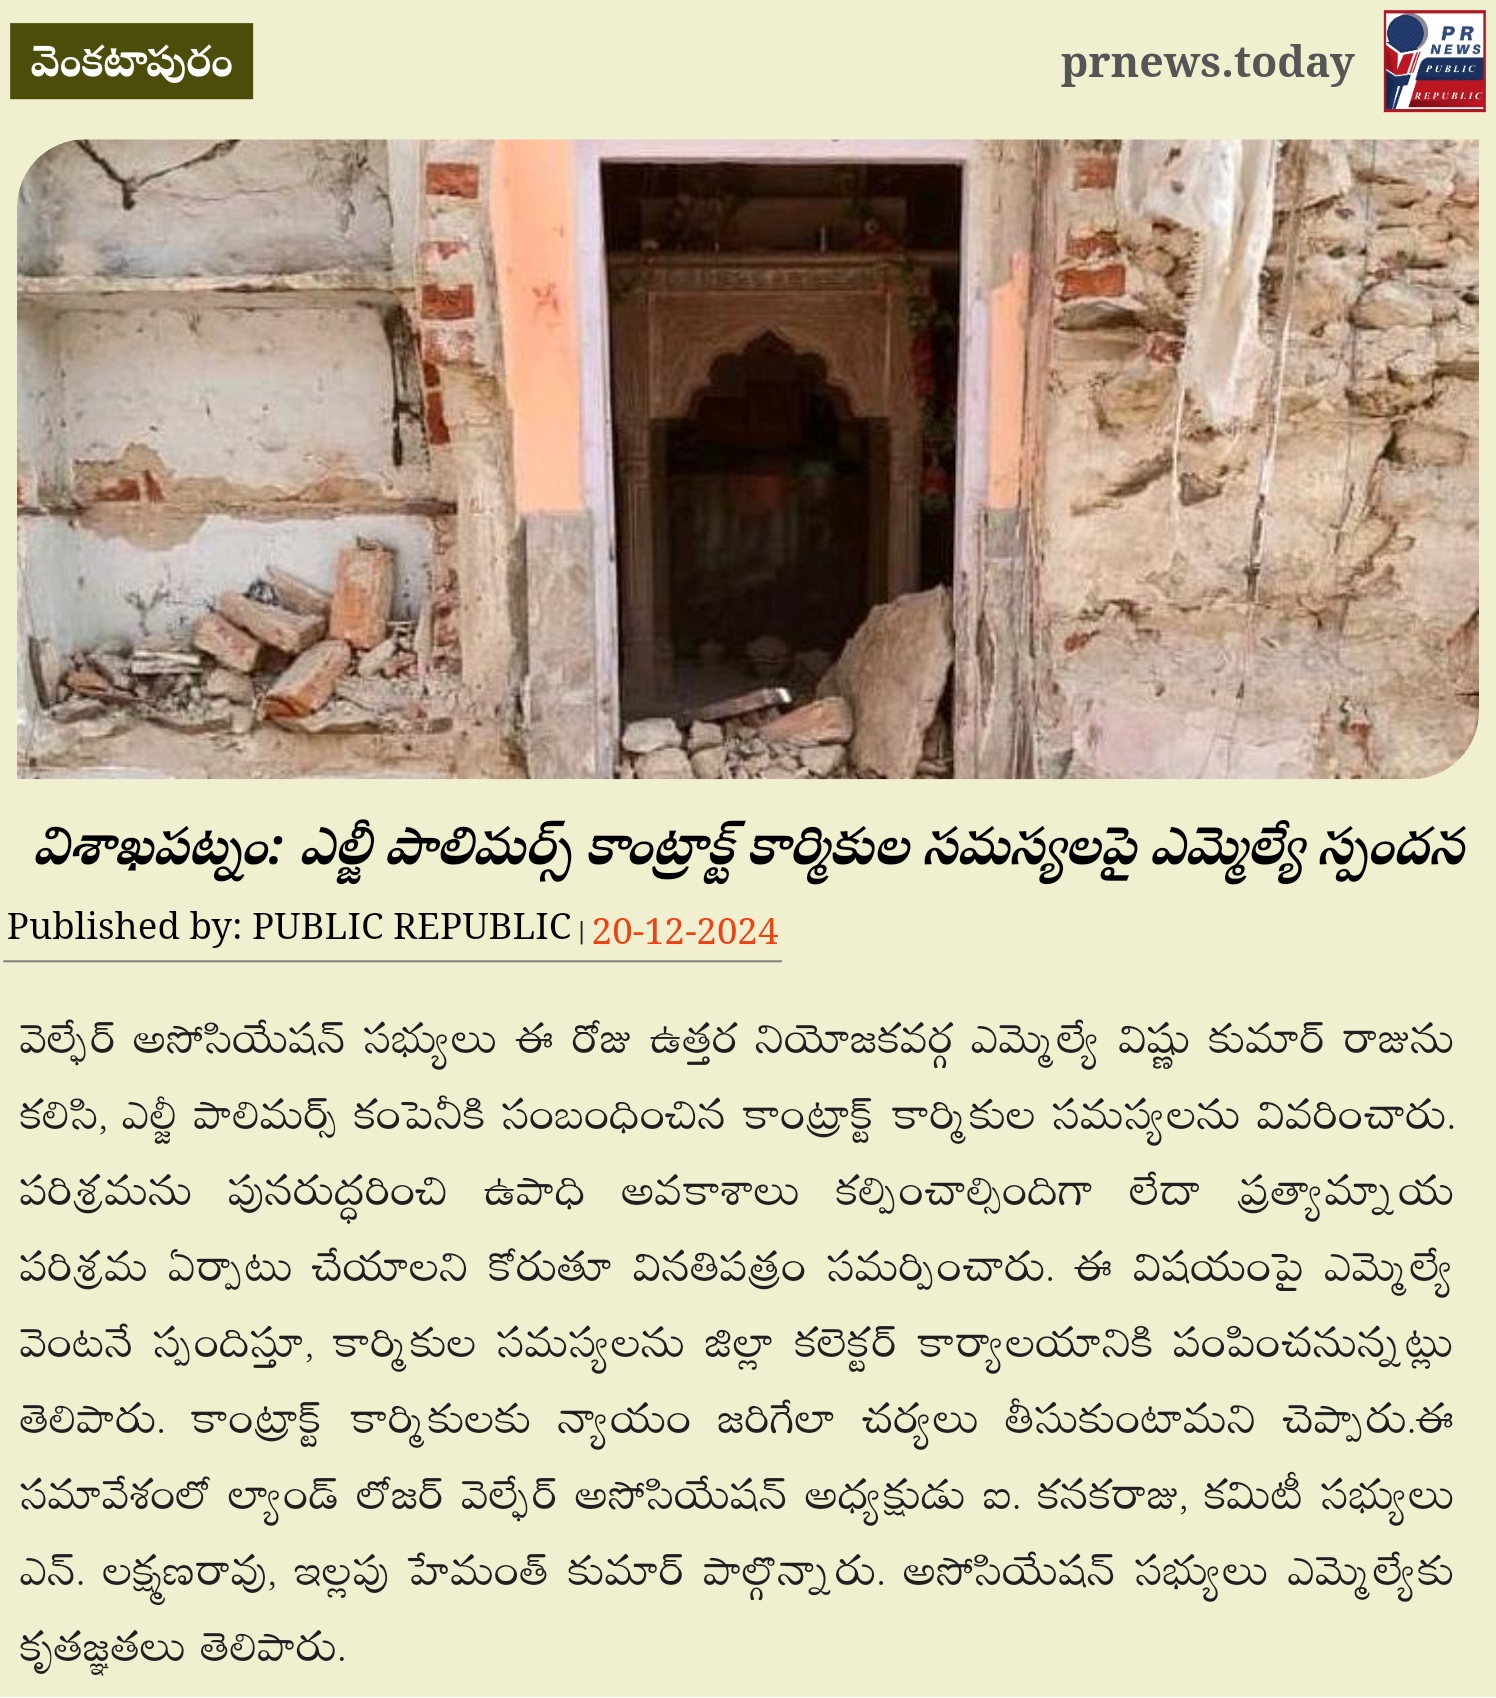 వెంకటాపురం
prnews.today
PR
NEWS
PUBLIC
REPUBLIC
విశాఖపట్నం: ఎల్జీ పాలిమర్స్ కాంట్రాక్ట్ కార్మికుల సమస్యలపై ఎమ్మెల్యే స్పందన
Published by: PUBLIC REPUBLIC | 20-12-2024
వెల్ఫేర్ అసోసియేషన్ సభ్యులు ఈ రోజు ఉత్తర నియోజకవర్గ ఎమ్మెల్యే విష్ణు కుమార్ రాజును
కలిసి, ఎల్జీ పాలిమర్స్ కంపెనీకి సంబంధించిన కాంట్రాక్ట్ కార్మికుల సమస్యలను వివరించారు.
పరిశ్రమను పునరుద్ధరించి ఉపాధి అవకాశాలు కల్పించాల్సిందిగా లేదా ప్రత్యామ్నాయ
పరిశ్రమ ఏర్పాటు చేయాలని కోరుతూ వినతిపత్రం సమర్పించారు. ఈ విషయంపై ఎమ్మెల్యే
వెంటనే స్పందిస్తూ, కార్మికుల సమస్యలను జిల్లా కలెక్టర్ కార్యాలయానికి పంపించనున్నట్లు
తెలిపారు. కాంట్రాక్ట్ కార్మికులకు న్యాయం జరిగేలా చర్యలు తీసుకుంటామని చెప్పారు.ఈ
సమావేశంలో ల్యాండ్ లోజర్ వెల్ఫేర్ అసోసియేషన్ అధ్యక్షుడు ఐ. కనకరాజు, కమిటీ సభ్యులు
ఎన్. లక్ష్మణరావు, ఇల్లపు హేమంత్ కుమార్ పాల్గొన్నారు. అసోసియేషన్ సభ్యులు ఎమ్మెల్యేకు
కృతజ్ఞతలు తెలిపారు.